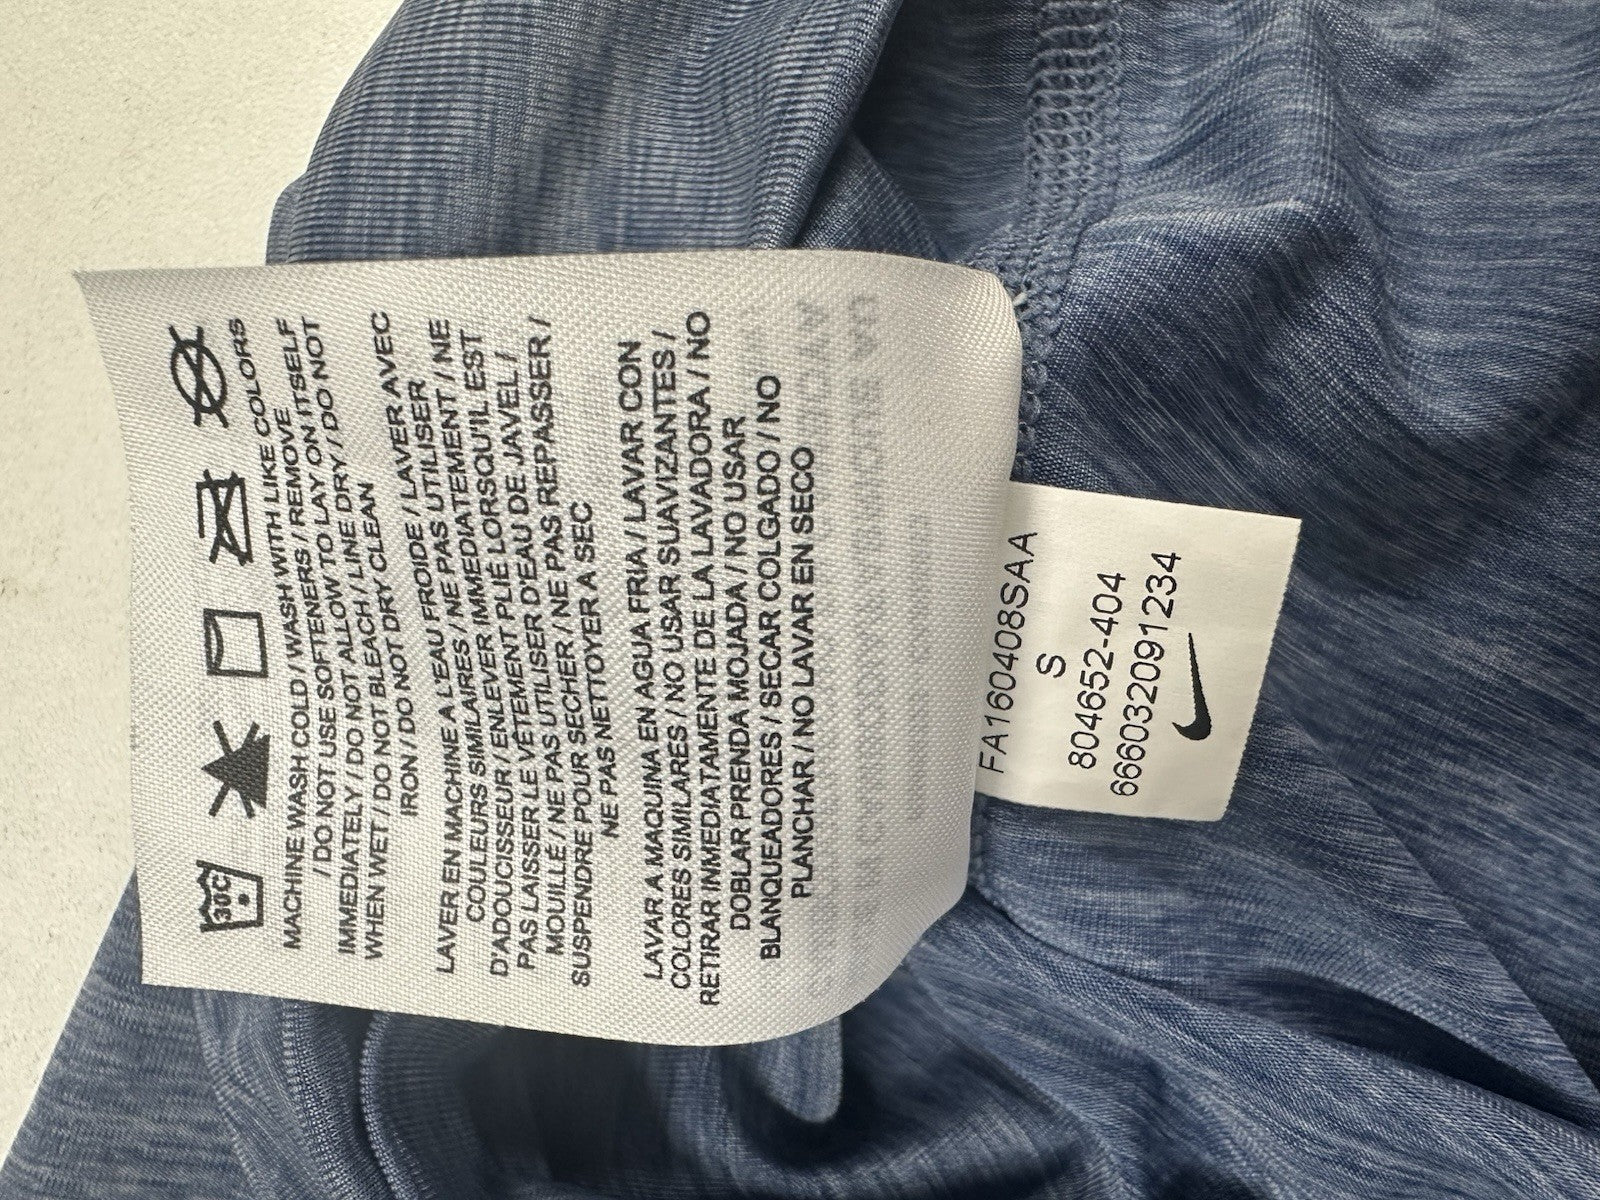 30C
MACHINE WASH COLD / WASH WITH LIKE COLORS
/ DO NOT USE SOFTENERS / REMOVE
IMMEDIATELY / DO NOT ALLOW TO LAY ON ITSELF
WHEN WET / DO NOT BLEACH / LINE DRY / DO NOT
IRON / DO NOT DRY CLEAN
LAVER EN MACHINE A L'EAU FROIDE / LAVER AVEC
COULEURS SIMILAIRES / NE PAS UTILISER
D'ADOUCISSEUR / ENLEVER IMMEDIATEMENT / NE
PAS LAISSER LE VÊTEMENT PLIÉ LORSQU'IL EST
MOUILLÉ / NE PAS UTILISER D'EAU DE JAVEL /
SUSPENDRE POUR SECHER / NE PAS REPASSER /
NE PAS NETTOYER A SEC
LAVAR A MAQUINA EN AGUA FRIA / LAVAR CON
COLORES SIMILARES / NO USAR SUAVIZANTES /
RETIRAR INMEDIATAMENTE DE LA LAVADORA / NO
DOBLAR PRENDA MOJADA / NO USAR
BLANQUEADORES / SECAR COLGADO / NO
PLANCHAR / NO LAVAR EN SECO
FA160408SAA
S
804652-404
666032091234